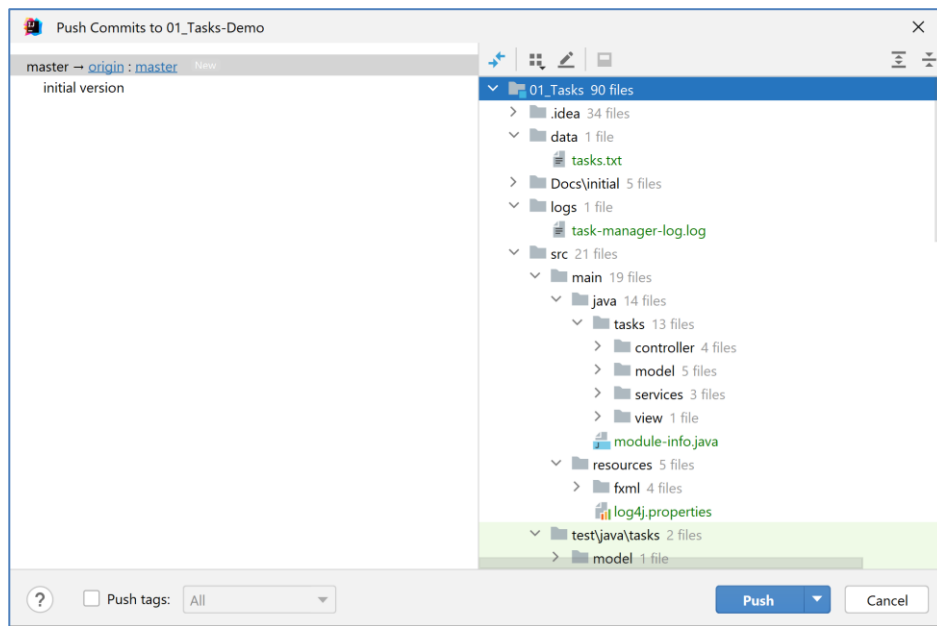 Push Commits to 01_Tasks-Demo
master → origin : master New
initial version
01_Tasks 90 files
.idea 34 files
data 1 file
tasks.txt
Docs\initial 5 files
logs 1 file
task-manager-log.log
src 21 files
main 19 files
java 14 files
tasks 13 files
controller 4 files
model 5 files
services 3 files
view 1 file
module-info.java
resources 5 files
fxml 4 files
log4j.properties
test\java\tasks 2 files
model 1 file
? Push tags: All Push Cancel